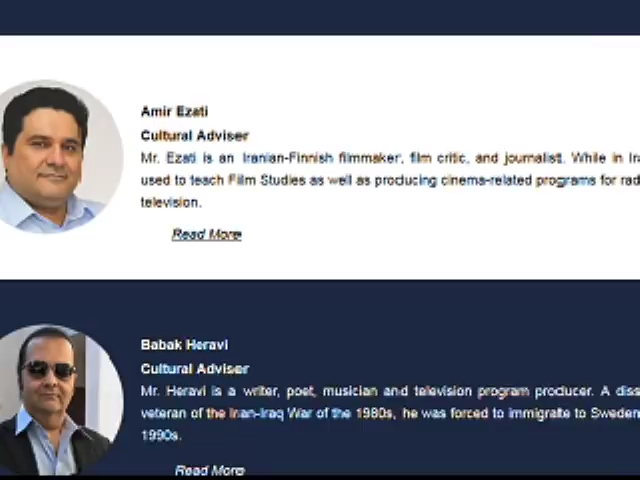 Amir Ezati
Cultural Adviser
Mr. Ezati is an Iranian-Finnish filmmaker, film critic, and journalist. While in
used to teach Film Studies as well as producing cinema-related programs for
television.
Read More
Babak Heravi
Cultural Adviser
Mr. Heravi is a writer, poet, musician and television program producer. A
veteran of the Iran-Iraq War of the 1980s, he was forced to immigrate to Sweden
1990s.
Read More